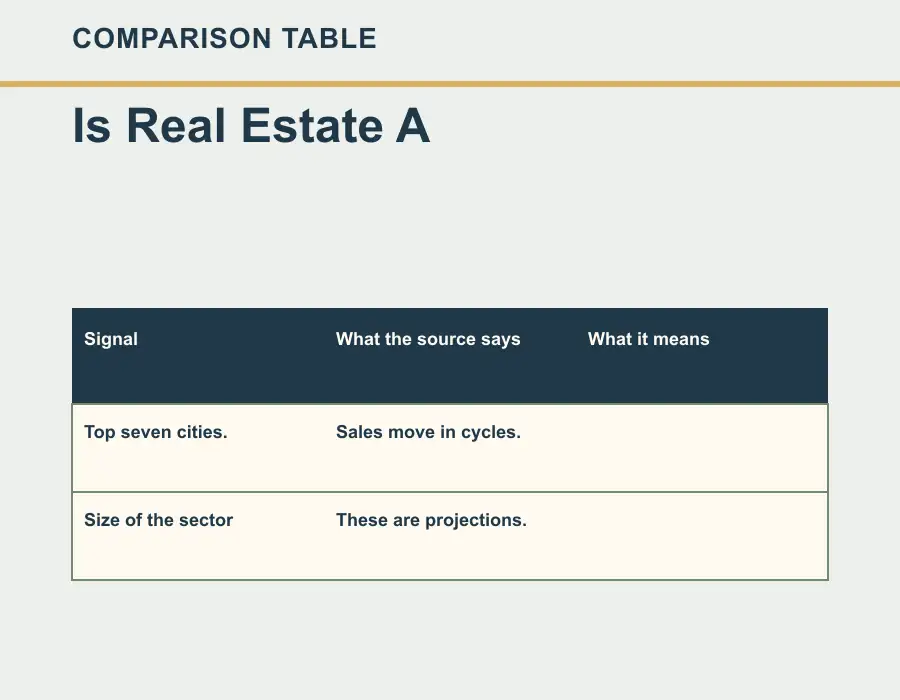 COMPARISON TABLE
Is Real Estate A
Signal What the source says What it means
Top seven cities. Sales move in cycles.
Size of the sector These are projections.